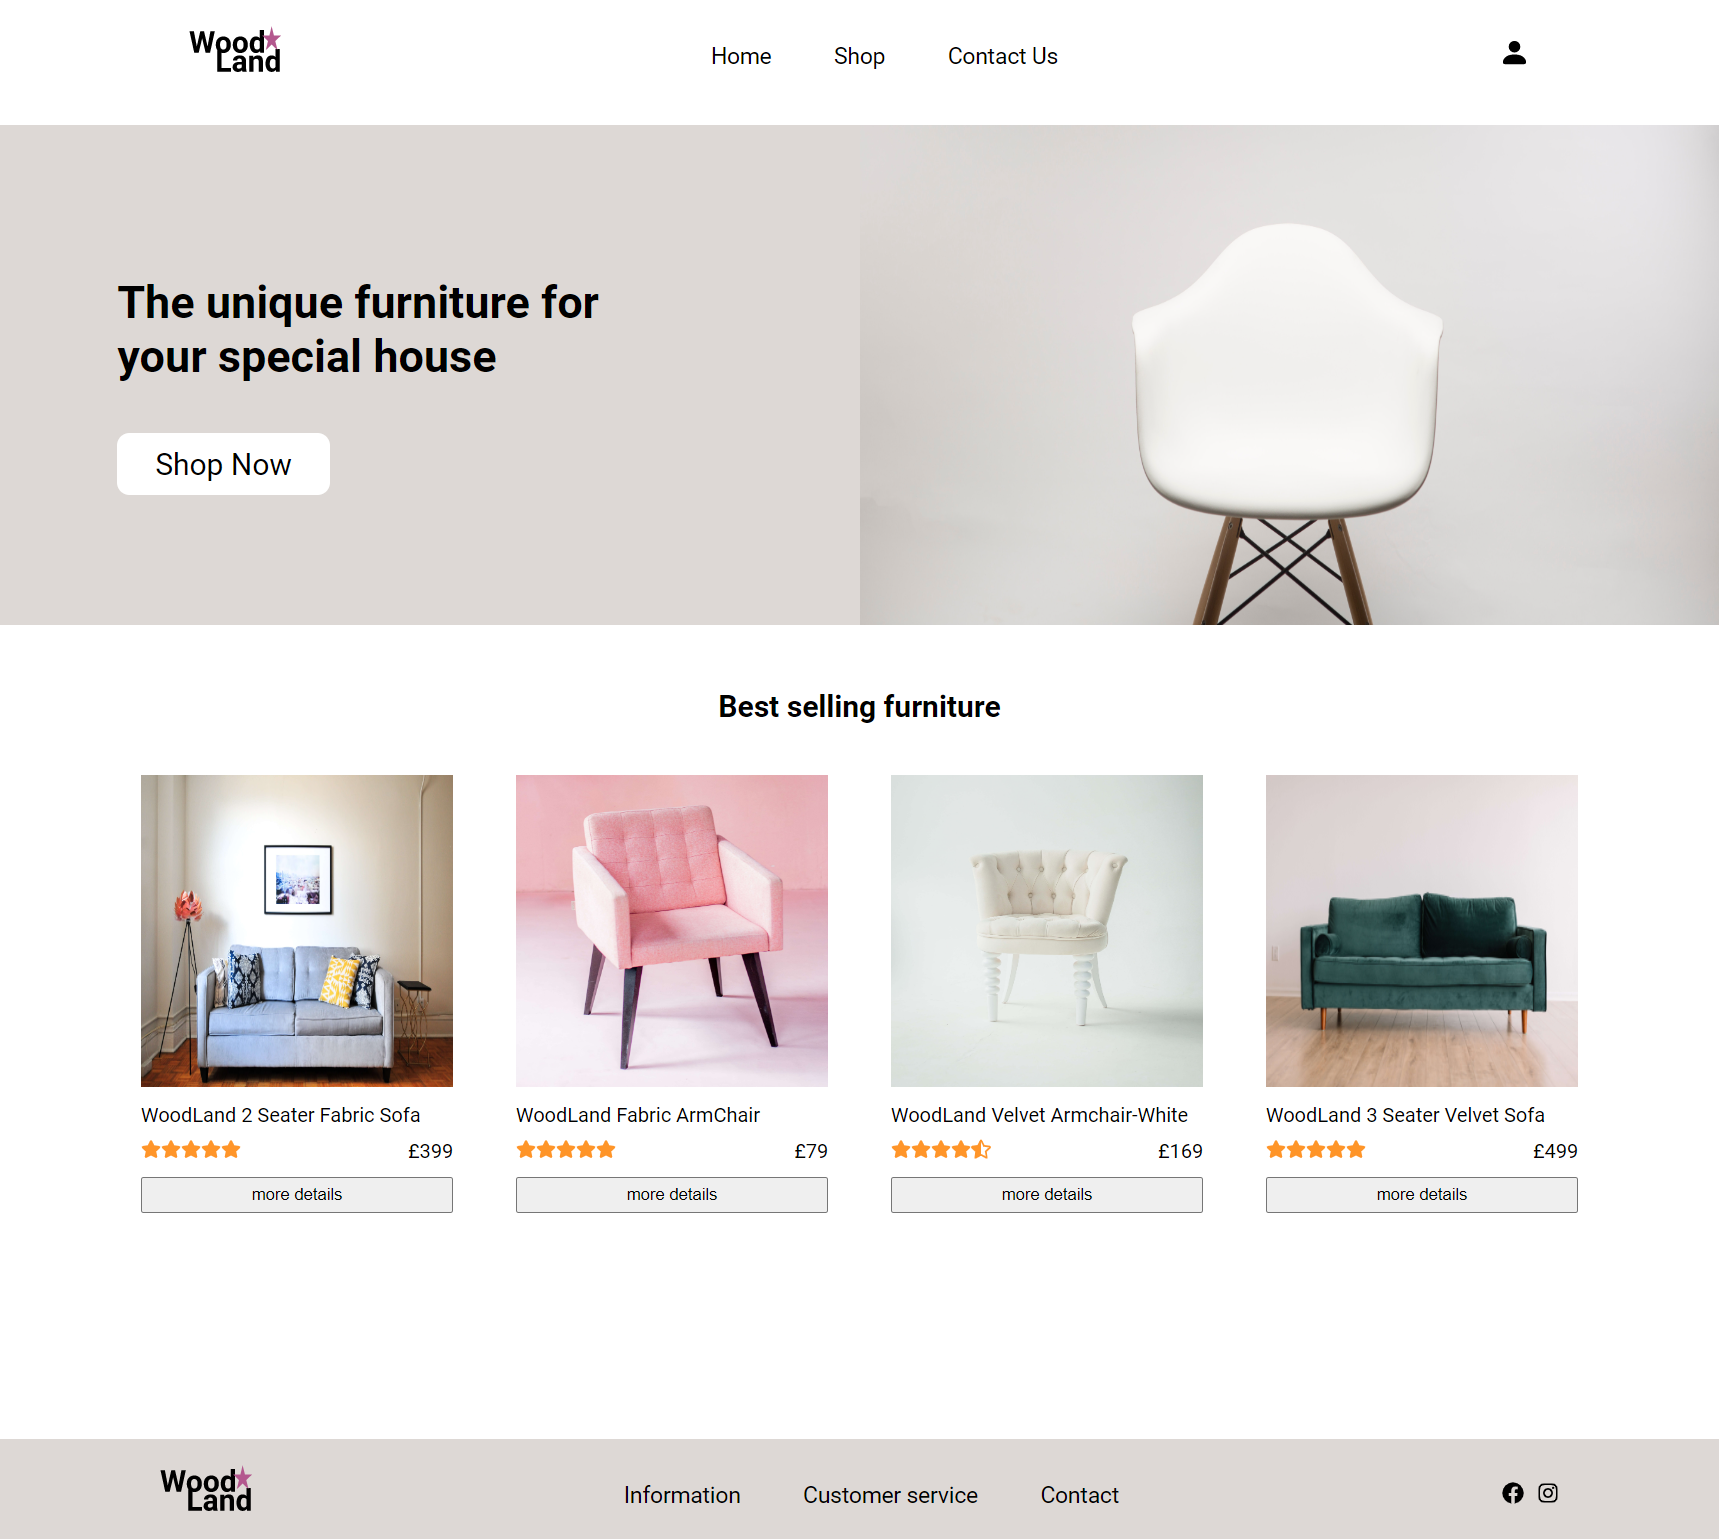 Wood
Land
Home
Shop
Contact Us
The unique furniture for
your special house
Shop Now
Best selling furniture
WoodLand 2 Seater Fabric Sofa
£399
more details
WoodLand Fabric ArmChair
£79
more details
WoodLand Velvet Armchair-White
£169
more details
WoodLand 3 Seater Velvet Sofa
£499
more details
Wood
Land
Information
Customer service
Contact